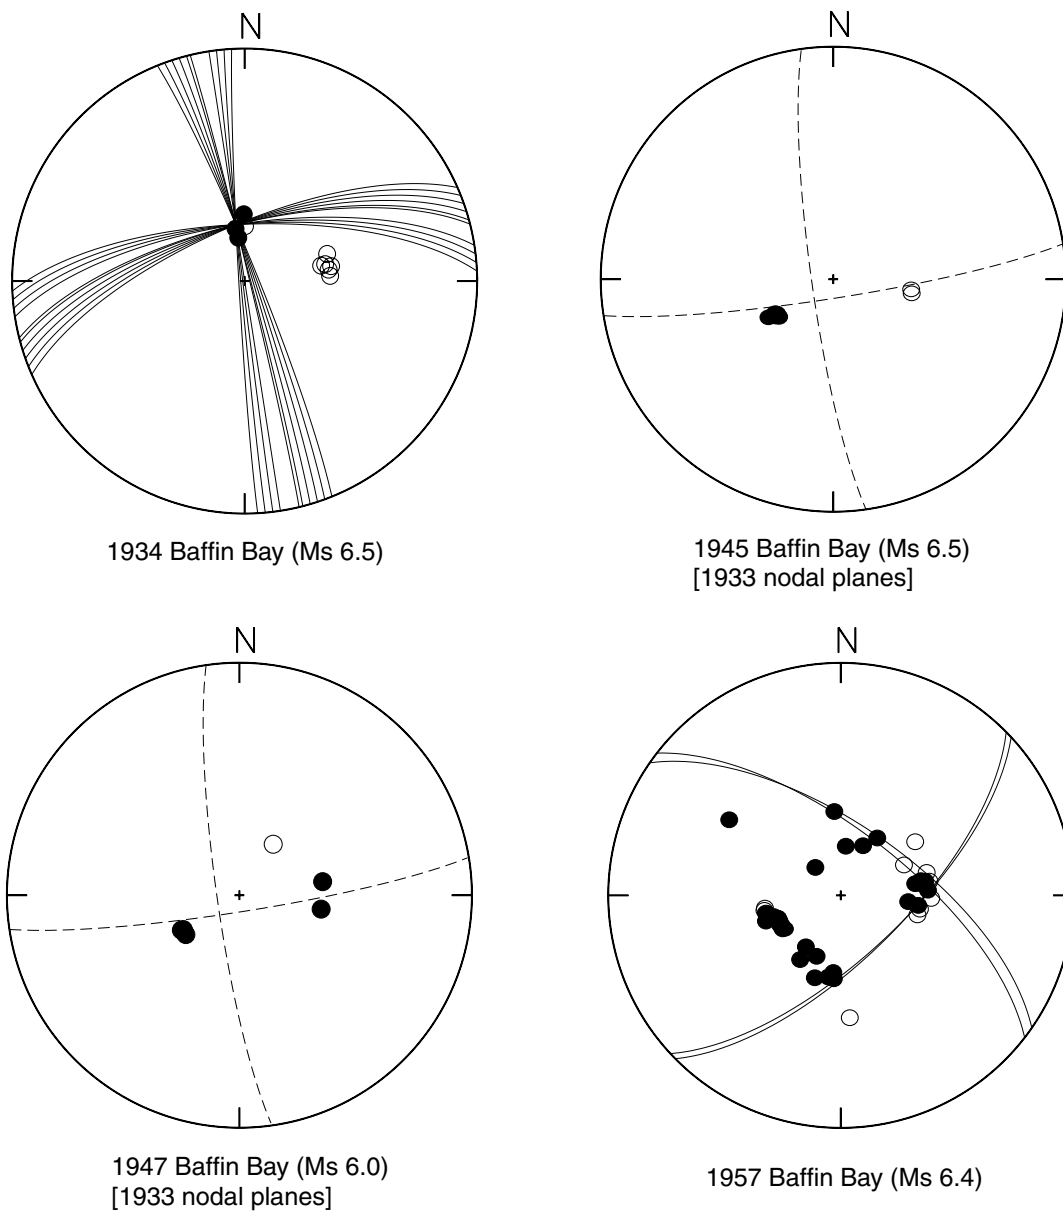 N
N
1934 Baffin Bay (Ms 6.5)
1945 Baffin Bay (Ms 6.5)
[1933 nodal planes]
N
N
1947 Baffin Bay (Ms 6.0)
[1933 nodal planes]
1957 Baffin Bay (Ms 6.4)